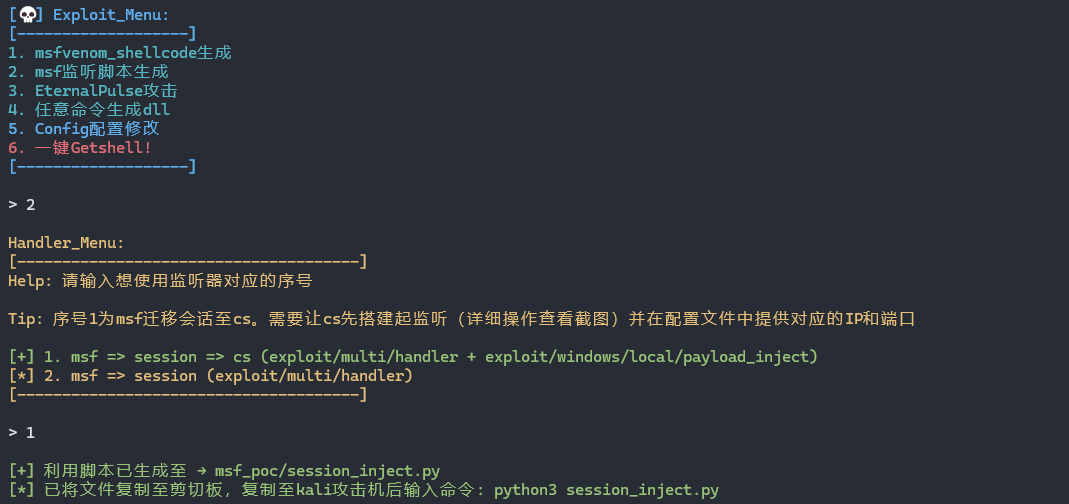 [💀] Exploit_Menu:
[-------------------]
1. msfvenom_shellcode生成
2. msf监听脚本生成
3. EternalPulse攻击
4. 任意命令生成dll
5. Config配置修改
6. 一键Getshell!
[-------------------]
> 2
Handler_Menu:
[--------------------------------------]
Help: 请输入想使用监听器对应的序号
Tip: 序号1为msf迁移会话至cs。需要让cs先搭建起监听（详细操作查看截图）并在配置文件中提供对应的IP和端口
[+] 1. msf => session => cs (exploit/multi/handler + exploit/windows/local/payload_inject)
[*] 2. msf => session (exploit/multi/handler)
[--------------------------------------]
> 1
[+] 利用脚本已生成至 → msf_poc/session_inject.py
[*] 已将文件复制至剪切板, 复制至kali攻击机后输入命令: python3 session_inject.py